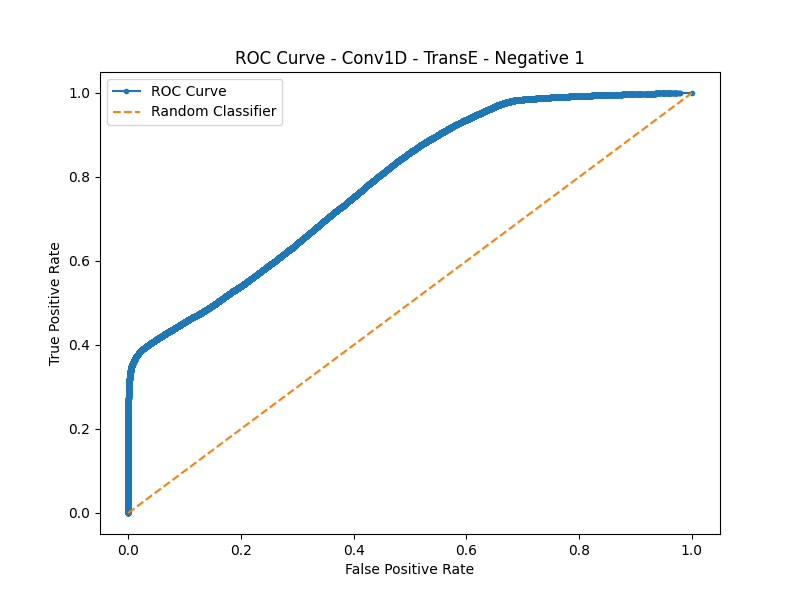 ROC Curve - Conv1D - TransE - Negative 1
ROC Curve
Random Classifier
True Positive Rate
1.0
0.8
0.6
0.4
0.2
0.0
0.0 0.2 0.4 0.6 0.8 1.0
False Positive Rate